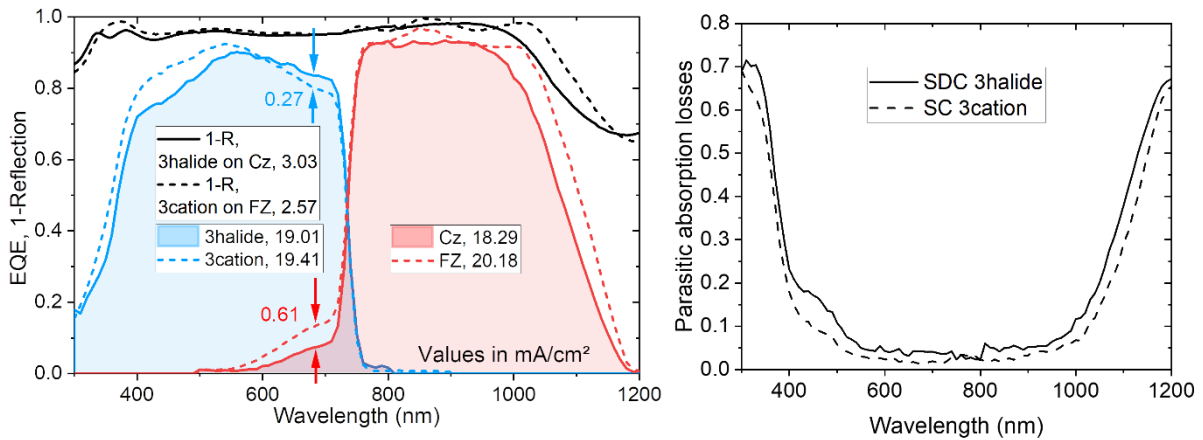 EQE, 1-Reflection
1.0
0.8
0.6
0.4
0.2
0.0
0.27
1-R,
3halide on Cz, 3.03
1-R,
3cation on FZ, 2.57
3halide, 19.01
3cation, 19.41
Cz, 18.29
FZ, 20.18
0.61
Values in mA/cm²
400
600
800
1000
1200
Wavelength (nm)
Parasitic absorption losses
0.8
0.7
0.6
0.5
0.4
0.3
0.2
0.1
0.0
SDC 3halide
SC 3cation
400
600
800
1000
1200
Wavelength (nm)